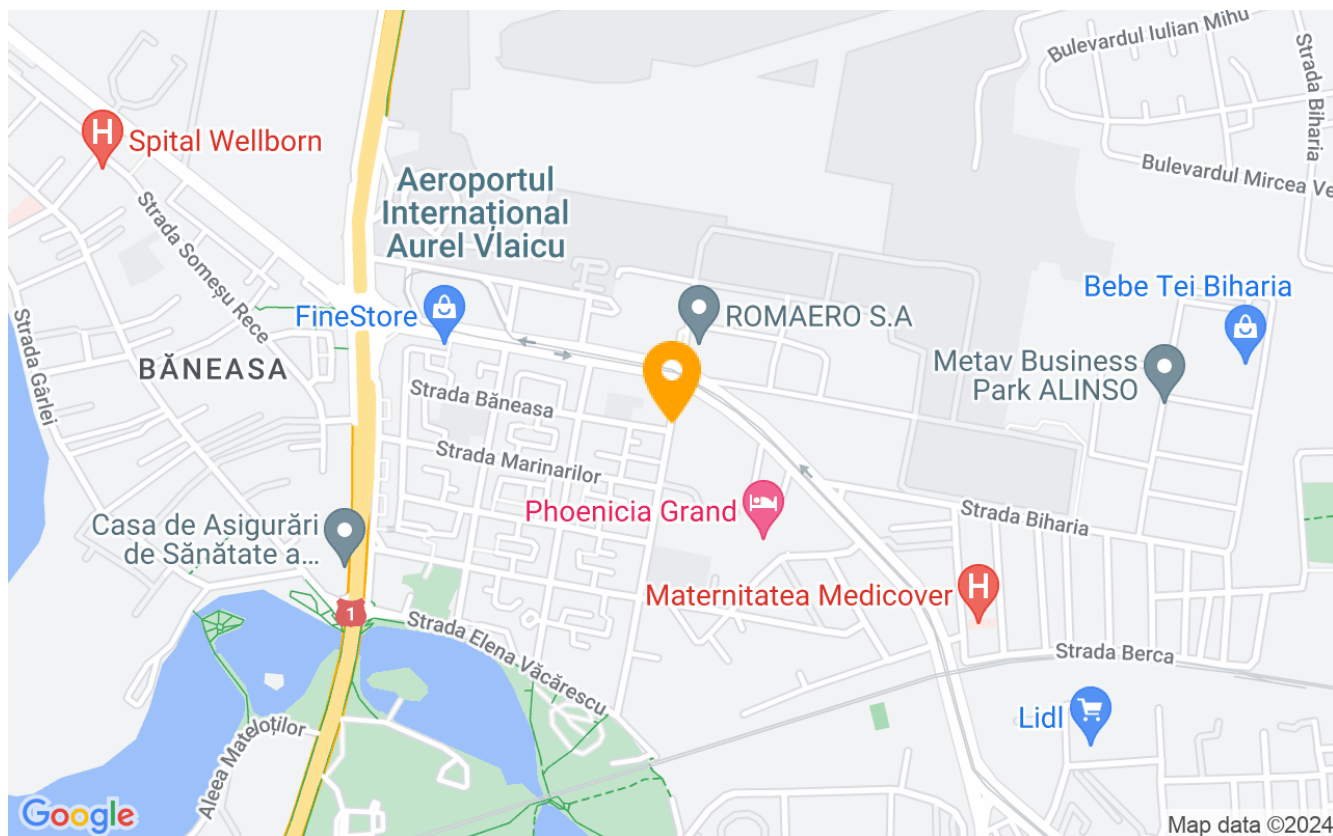 Bulevardul Iulian Mihu
Strada Biharia
Spital Wellborn
Bulevardul Mircea Ve
Aeroportul
Internațional
Aurel Vlaicu
Strada Someșu Rece
Bebe Tei Biharia
FineStore
ROMAERO S.A
Strada Gârlei
BĂNEASA
Metav Business
Park ALINSO
Strada Băneasa
Strada Marinarilor
Phoenicia Grand
Strada Biharia
Casa de Asigurări
de Sănătate a...
Maternitatea Medicover
1
Strada Elena Văcărescu
Strada Berca
Lidl
Aleea Mateloților
Google
Map data ©2024
H
H